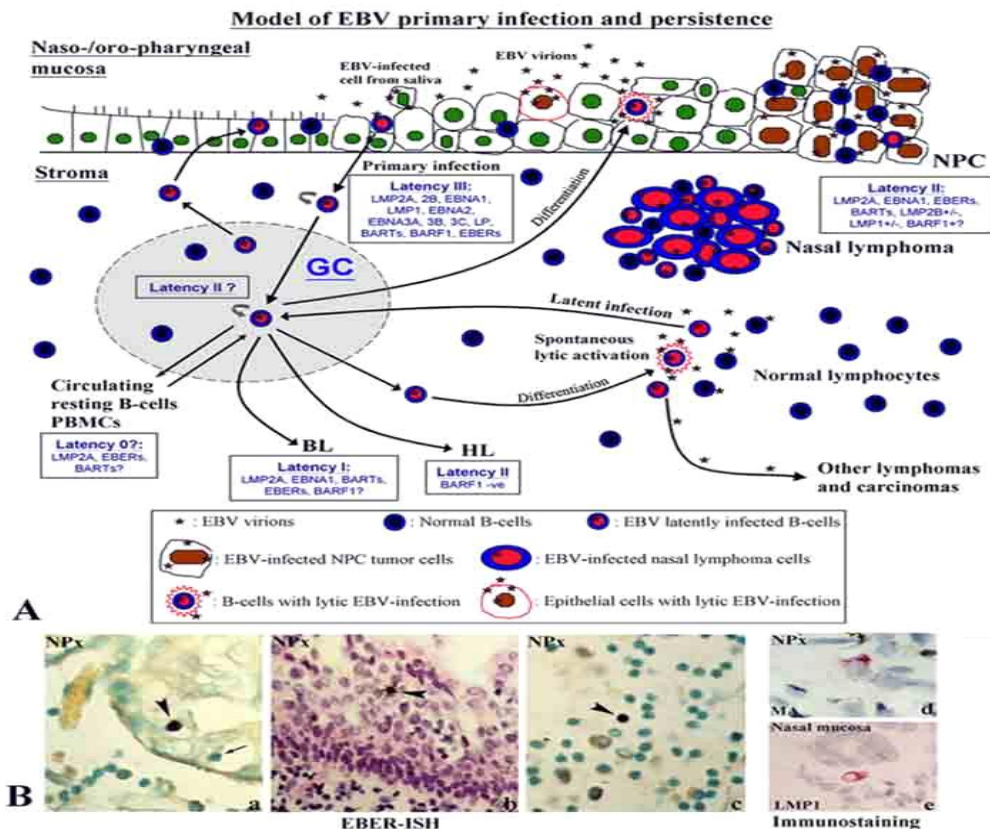 Model of EBV primary infection and persistence
Naso-/oro-pharyngeal
mucosa
EBV-infected
cell from saliva
EBV virions
NPC
Stroma
Primary infection
Latency III:
LMP2A, 2B, EBNA1,
LMP1, EBNA2,
EBNA3A, 3B, 3C, LP,
BARTs, BARF1, EBERs
Differentiation
Latency II:
LMP2A, EBNA1, EBERs,
BARTs, LMP2B+/-,
LMP1+/-, BARF1+?
Nasal lymphoma
GC
Latency II ?
Latent infection
Spontaneous
lytic activation
Normal lymphocytes
Differentiation
Circulating
resting B-cells
PBMCs
Latency 0?:
LMP2A, EBERs,
BARTs?
BL
Latency I:
LMP2A, EBNA1, BARTs,
EBERs, BARF1?
HL
Latency II
BARF1 -ve
Other lymphomas
and carcinomas
* : EBV virions
: Normal B-cells
: EBV latently infected B-cells
: EBV-infected NPC tumor cells
: EBV-infected nasal lymphoma cells
: B-cells with lytic EBV-infection
: Epithelial cells with lytic EBV-infection
A
NPx
a
NPx
b
NPx
c
NPx
MA
d
Nasal mucosa
LMP1
e
B
EBER-ISH
Immunostaining